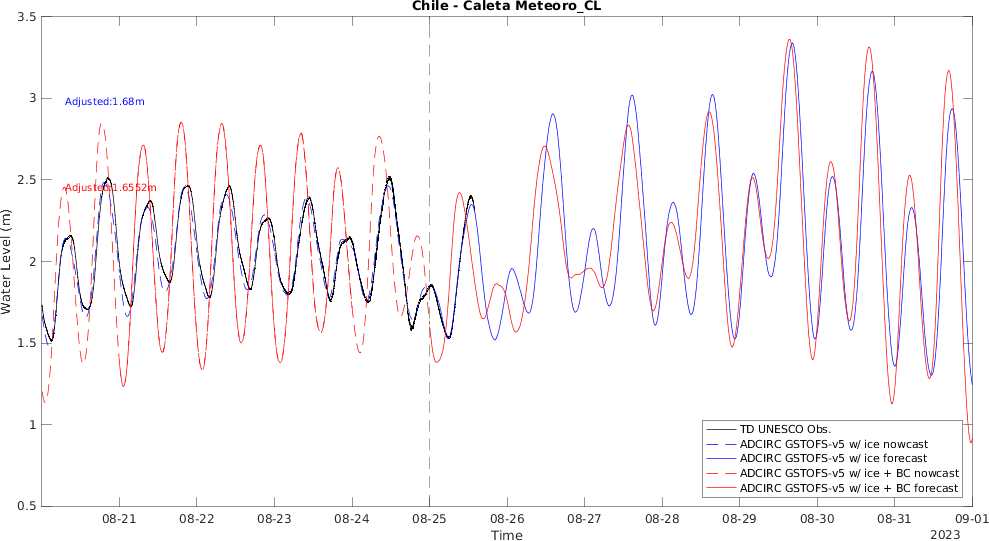 Chile - Caleta Meteoro_CL
3.5
3
2.5
2
1.5
1
0.5
Water Level (m)
Adjusted:1.68m
Adjusted:1.6552m
TD UNESCO Obs.
ADCIRC GSTOFS-v5 w/ ice nowcast
ADCIRC GSTOFS-v5 w/ ice forecast
ADCIRC GSTOFS-v5 w/ ice + BC nowcast
ADCIRC GSTOFS-v5 w/ ice + BC forecast
08-21 08-22 08-23 08-24 08-25 08-26 08-27 08-28 08-29 08-30 08-31 09-01
Time
2023